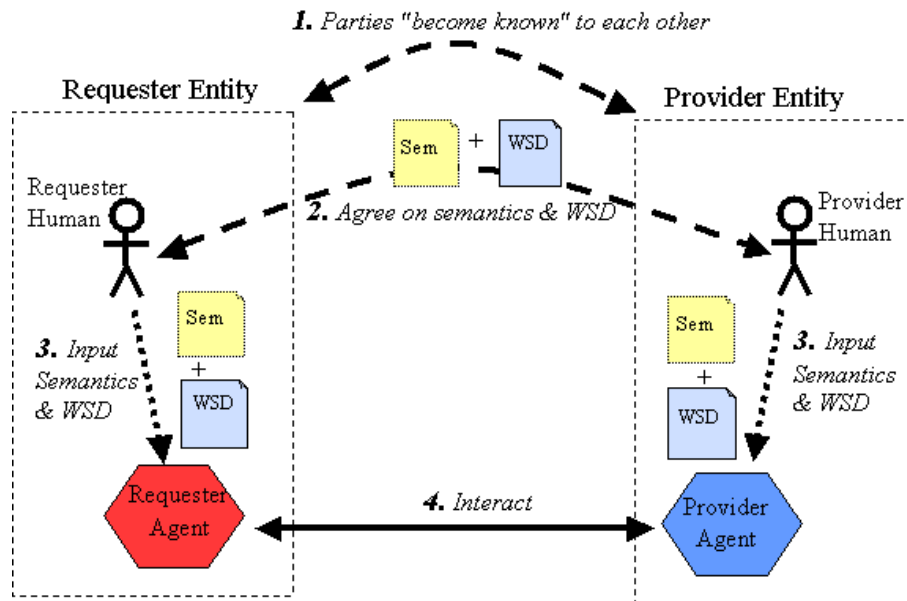 1. Parties "become known" to each other
Requester Entity
Provider Entity
Sem
+
WSD
Requester
Human
2. Agree on semantics & WSD
Provider
Human
Sem
+
WSD
3. Input
Semantics
& WSD
Sem
+
WSD
3. Input
Semantics
& WSD
Requester
Agent
4. Interact
Provider
Agent